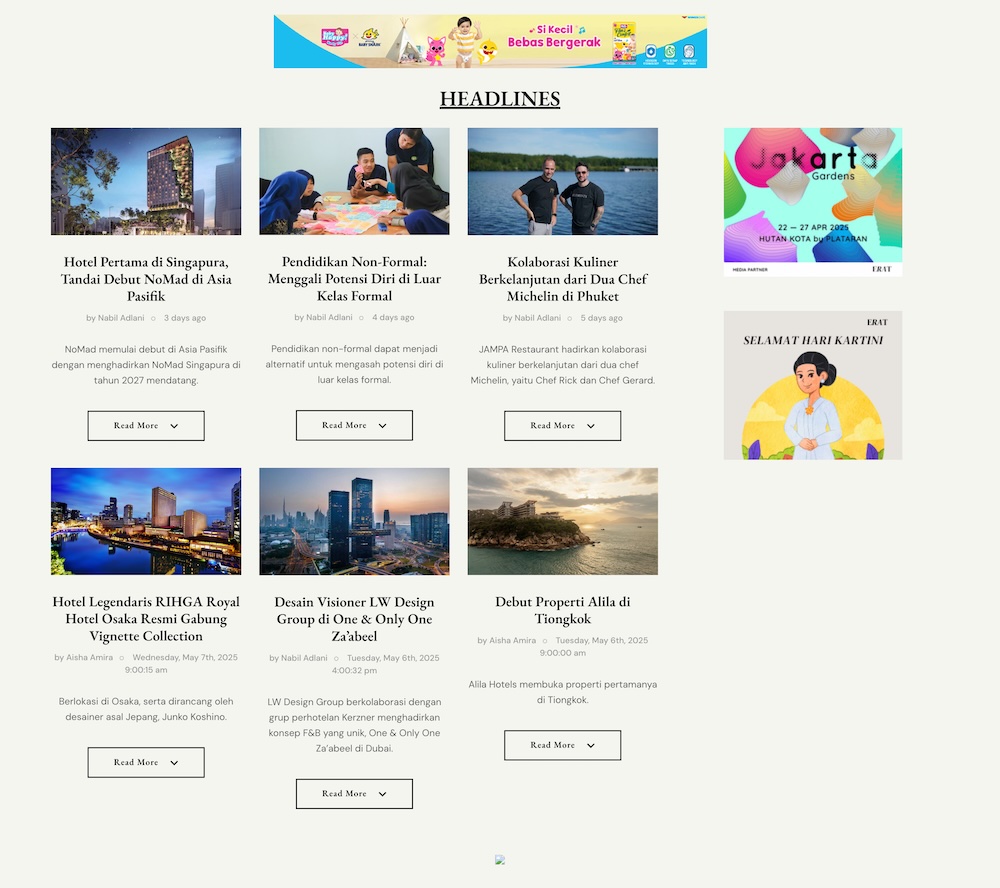 Si Kecil
Bebas Bergerak
HEADLINES
Hotel Pertama di Singapura,
Tandai Debut NoMad di Asia
Pasifik
by Nabil Adlani ○ 3 days ago
NoMad memulai debut di Asia Pasifik
dengan menghadirkan NoMad Singapura di
tahun 2027 mendatang.
Read More
Pendidikan Non-Formal:
Menggali Potensi Diri di Luar
Kelas Formal
by Nabil Adlani ○ 4 days ago
Pendidikan non-formal dapat menjadi
alternatif untuk mengasah potensi diri di
luar kelas formal.
Read More
Kolaborasi Kuliner
Berkelanjutan dari Dua Chef
Michelin di Phuket
by Nabil Adlani ○ 5 days ago
JAMPA Restaurant hadirkan kolaborasi
kuliner berkelanjutan dari dua chef
Michelin, yaitu Chef Rick dan Chef Gerard.
Read More
Jakarta
Gardens
22 — 27 APR 2025
HUTAN KOTA by PLATARAN
MEDIA PARTNER
ERAT
ERAT
SELAMAT HARI KARTINI
Hotel Legendaris RIHGA Royal
Hotel Osaka Resmi Gabung
Vignette Collection
by Aisha Amira ○ Wednesday, May 7th, 2025
9:00:15 am
Berlokasi di Osaka, serta dirancang oleh
desainer asal Jepang, Junko Koshino.
Read More
Desain Visioner LW Design
Group di One & Only One
Za’abeel
by Nabil Adlani ○ Tuesday, May 6th, 2025
4:00:32 pm
LW Design Group berkolaborasi dengan
grup perhotelan Kerzner menghadirkan
konsep F&B yang unik, One & Only One
Za’abeel di Dubai.
Read More
Debut Properti Alila di
Tiongkok
by Aisha Amira ○ Tuesday, May 6th, 2025
9:00:00 am
Alila Hotels membuka properti pertamanya
di Tiongkok.
Read More